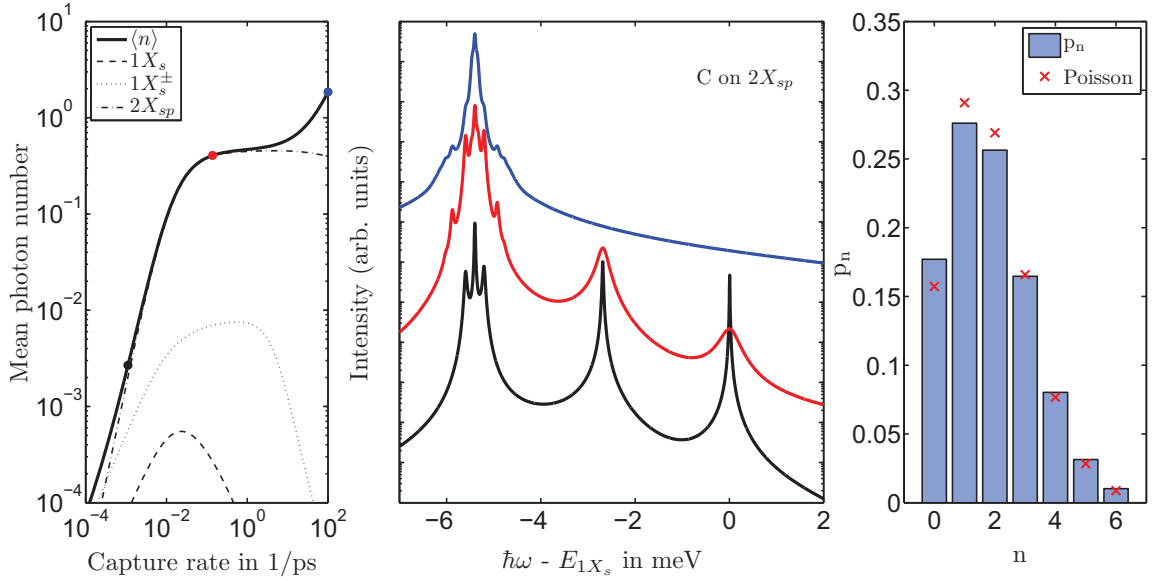 10^1
10^0
10^-1
10^-2
10^-3
10^-4
Mean photon number
⟨n⟩
1X_s
1X_s^±
2X_sp
10^-4
10^-2
10^0
10^2
Capture rate in 1/ps
Intensity (arb. units)
C on 2X_sp
−6
−4
−2
0
2
ħω - E_1X_s in meV
0.35
0.3
0.25
0.2
0.15
0.1
0.05
0
p_n
p_n
Poisson
0
2
4
6
n